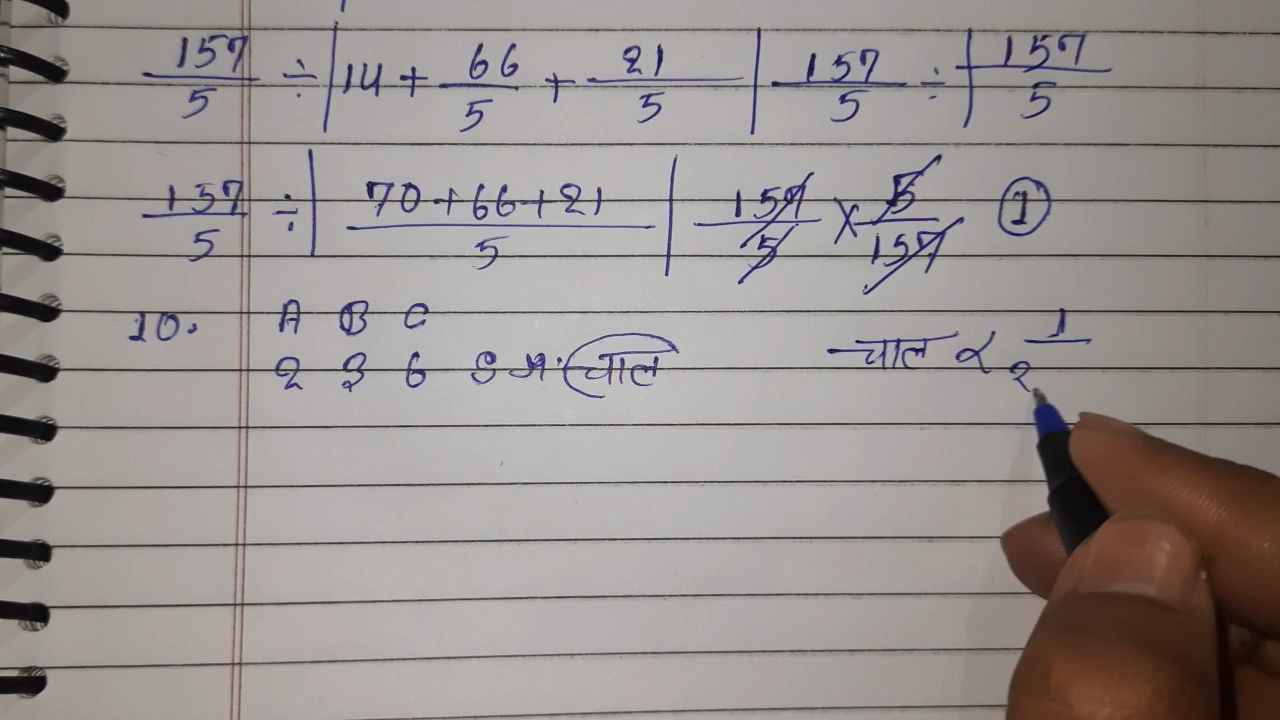 157/5 ÷ | 14 + 66/5 + 21/5 | 157/5 ÷ | 157/5
157/5 ÷ | 70+66+21/5 | 157/5 × 5/157 ①
10. A B C
2 3 6 चाल चाल ∝ 1/2